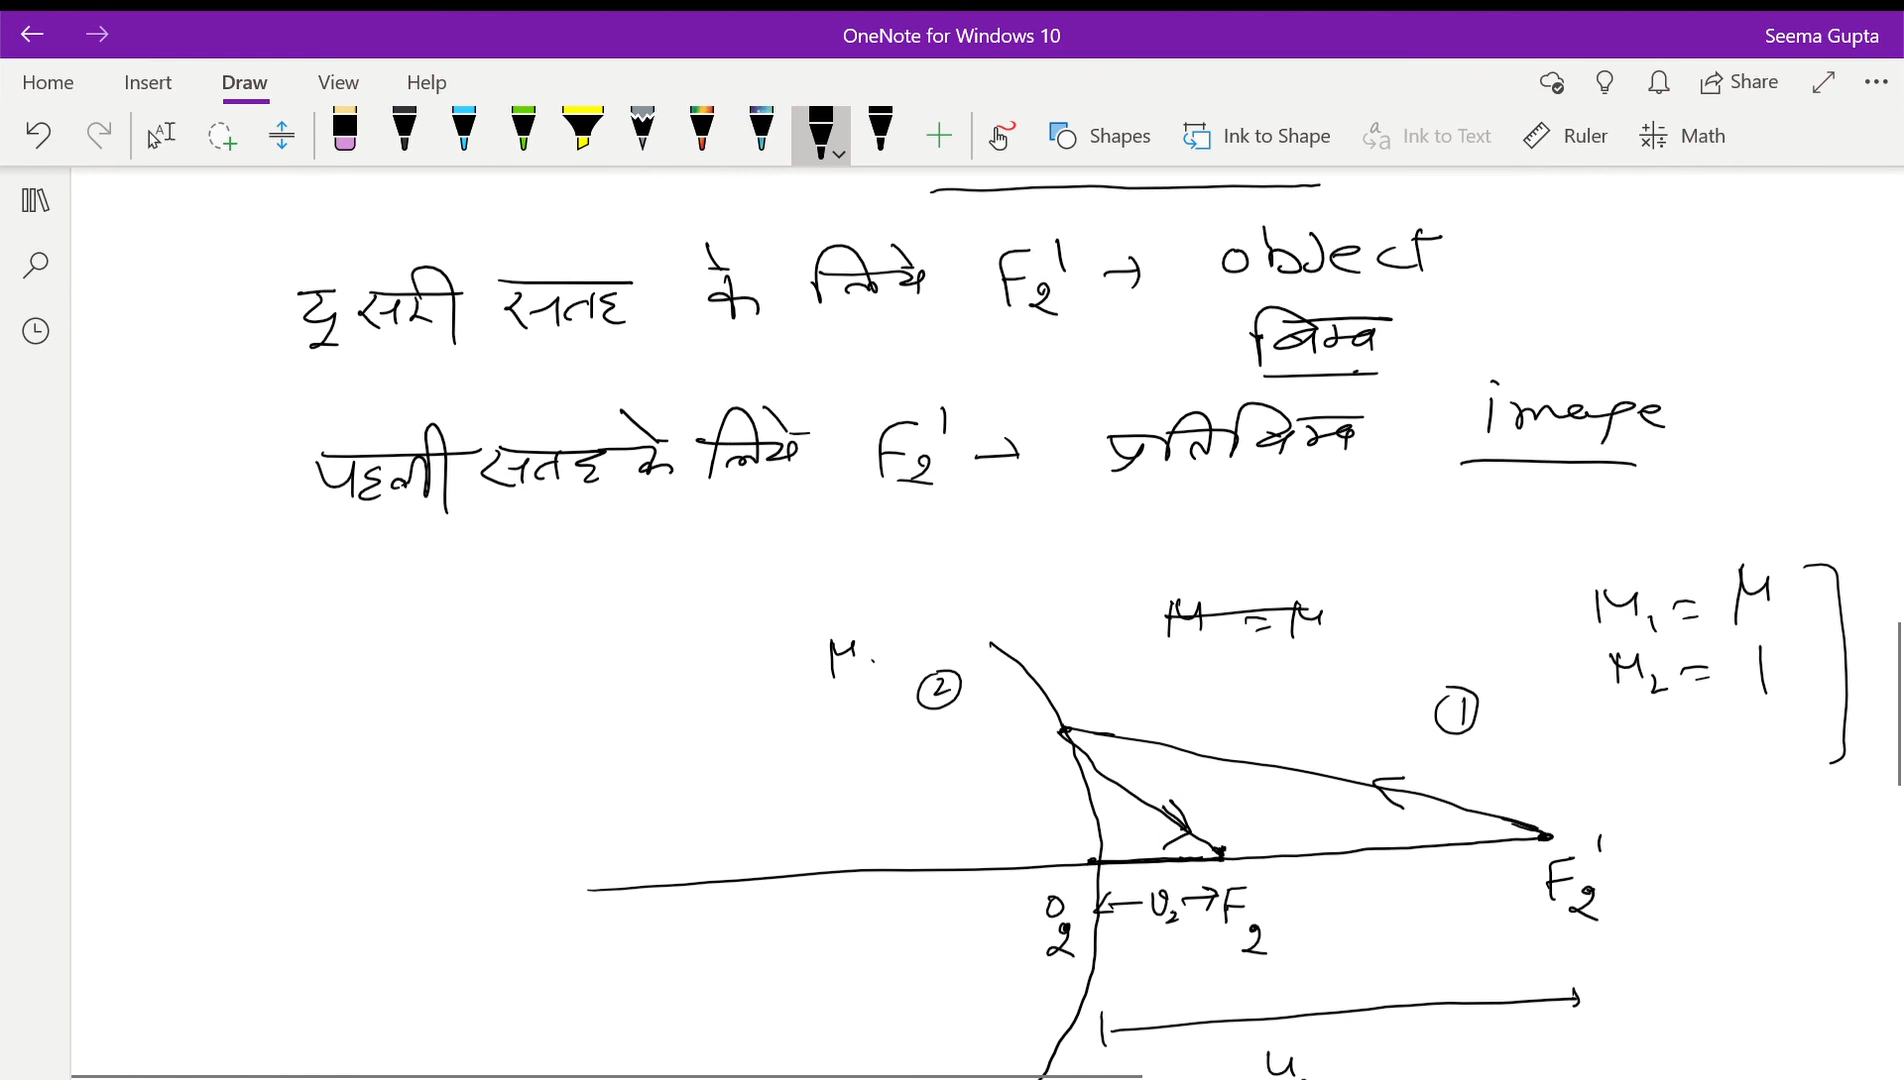 OneNote for Windows 10
Seema Gupta
Home Insert Draw View Help
Share
Shapes Ink to Shape Ink to Text Ruler Math
दूसरी सतह के लिये F₂' → object
बिम्ब
पहली सतह के लिये F₂' → प्रतिबिम्ब image
μ = μ
μ₁ = μ
μ₂ = 1
μ.
②
①
F₂'
O₂ ← v₂ → F₂
u